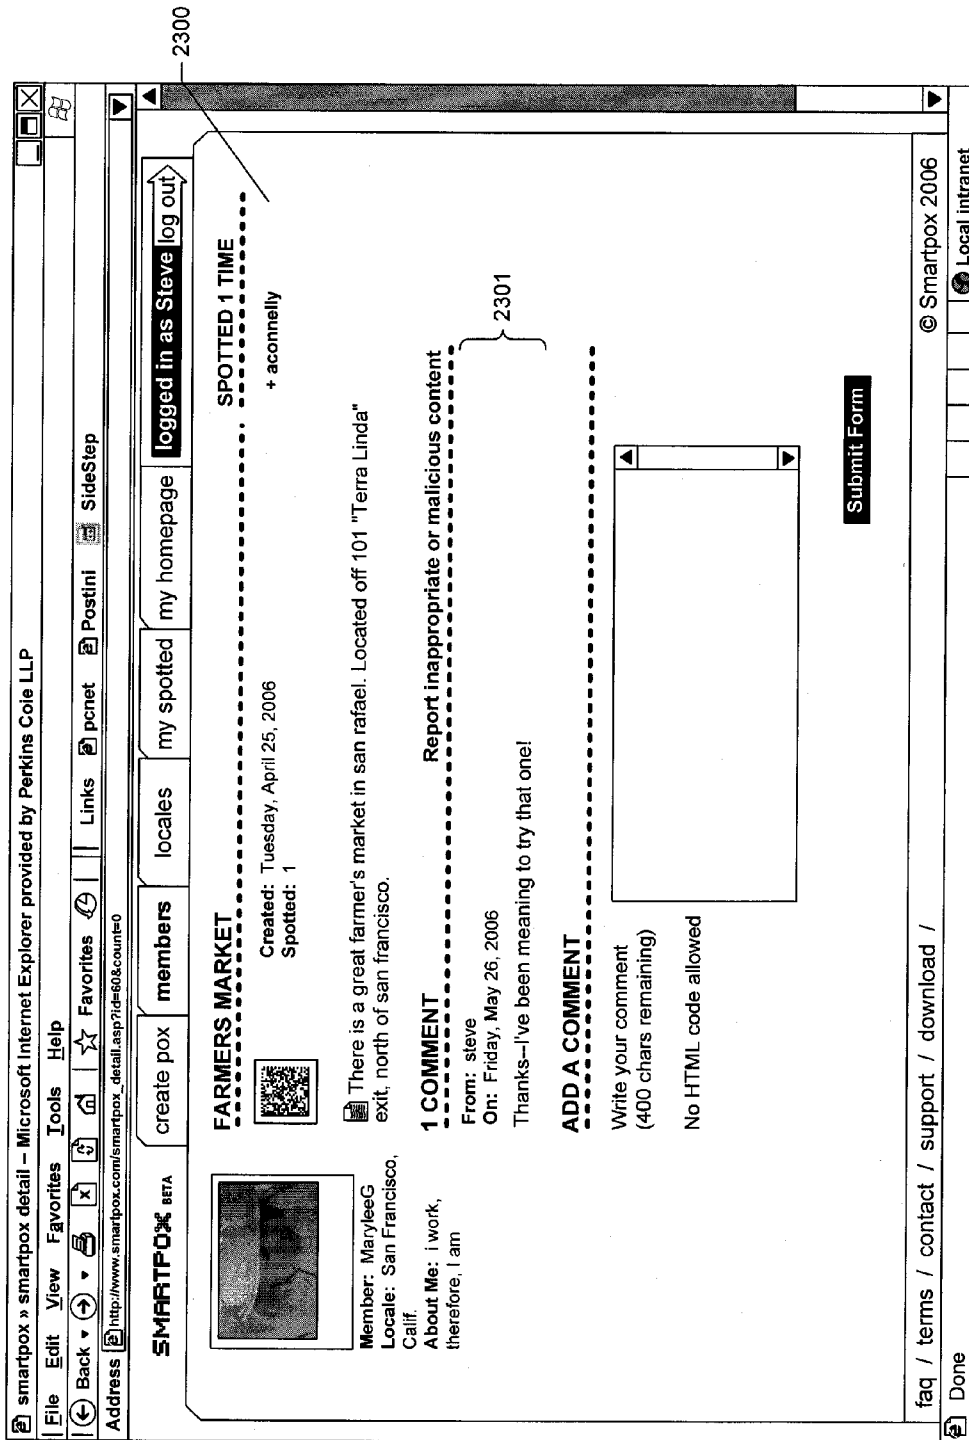 smartpox » smartpox detail – Microsoft Internet Explorer provided by Perkins Coie LLP
File Edit View Favorites Tools Help
Back Favorites Links pcnet Postini SideStep
Address http://www.smartpox.com/smartpox_detail.asp?id=60&count=0
SMARTPOX BETA
create pox members locales my spotted my homepage logged in as Steve log out
2300
FARMERS MARKET SPOTTED 1 TIME
Created: Tuesday, April 25, 2006
Spotted: 1
+ aconnelly
Member: MaryleeG
Locale: San Francisco,
Calif.
About Me: i work,
therefore, I am
There is a great farmer's market in san rafael. Located off 101 "Terra Linda"
exit, north of san francisco.
1 COMMENT Report inappropriate or malicious content
From: steve
On: Friday, May 26, 2006
Thanks--I've been meaning to try that one!
2301
ADD A COMMENT
Write your comment
(400 chars remaining)
No HTML code allowed
Submit Form
faq / terms / contact / support / download / © Smartpox 2006
Done Local intranet